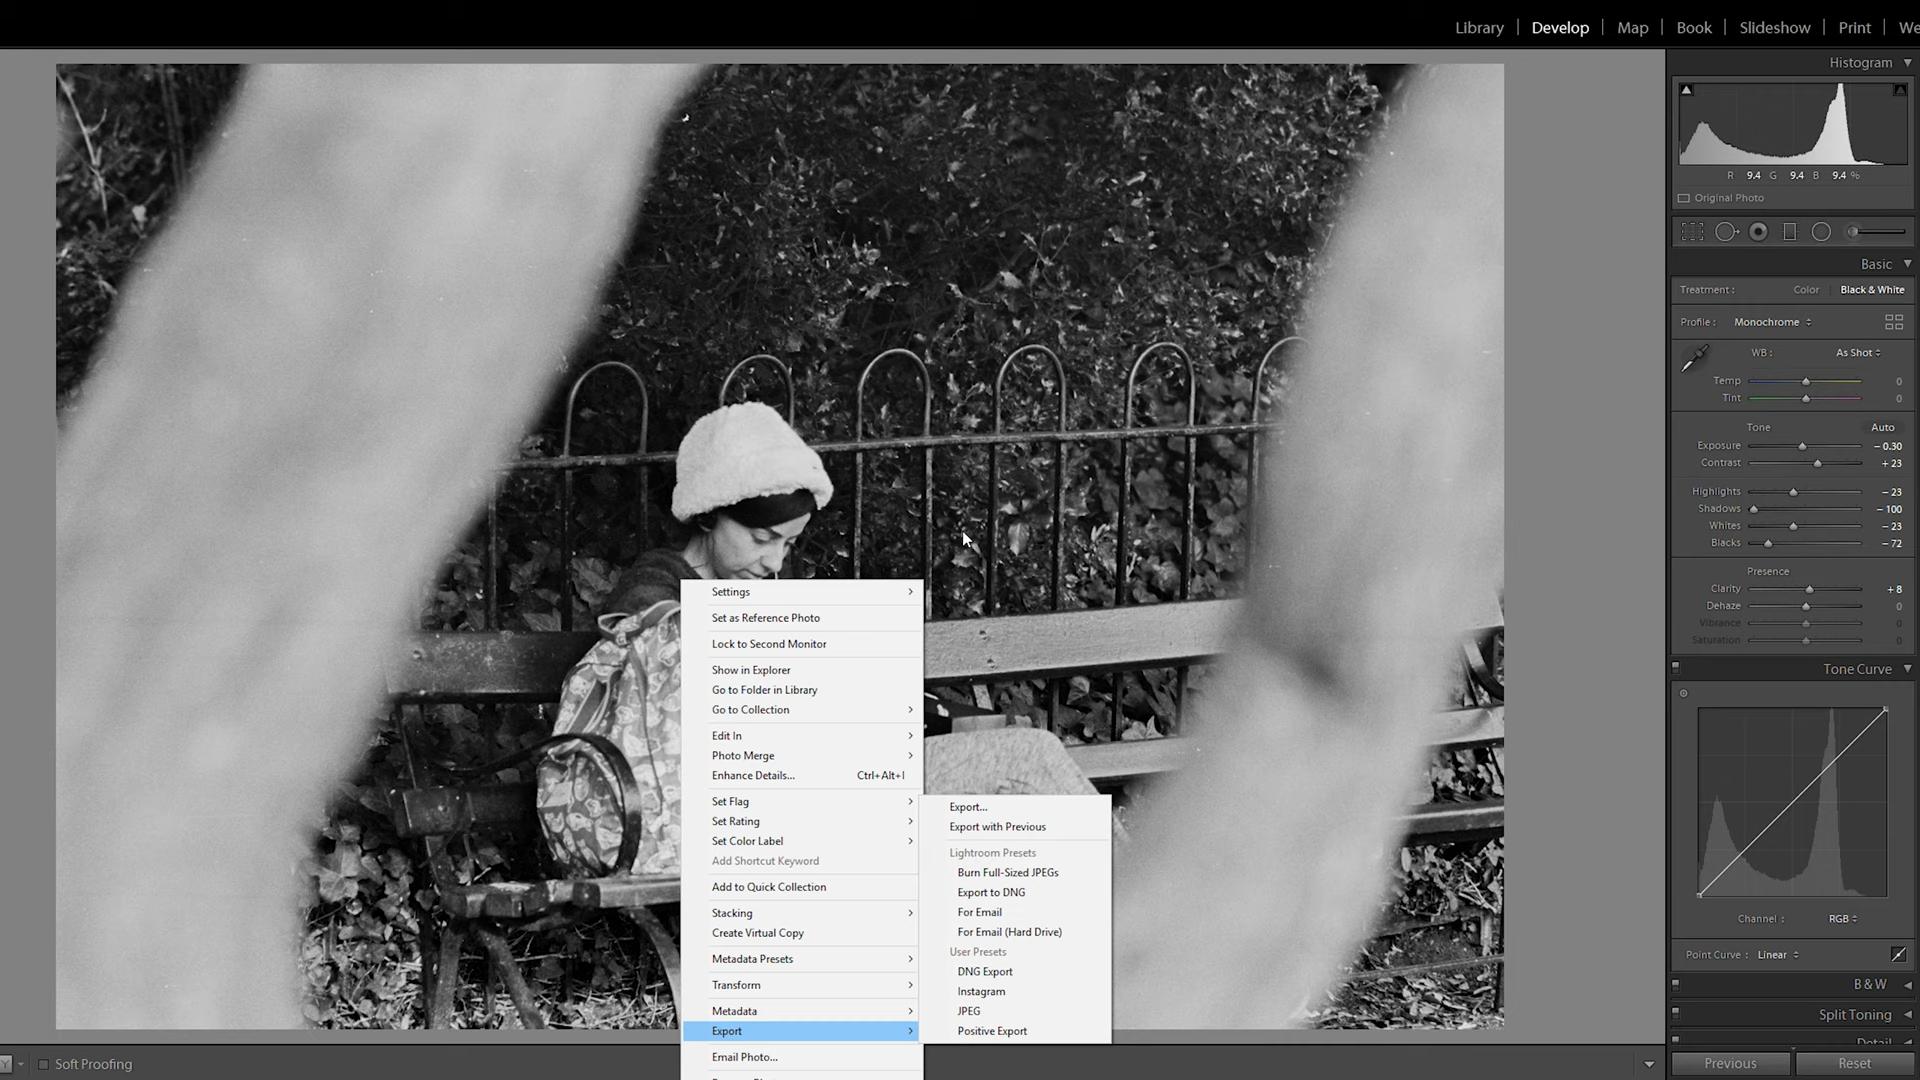 Library | Develop | Map | Book | Slideshow | Print | We
Histogram
R 9.4 G 9.4 B 9.4 %
Original Photo
Basic
Treatment : Color Black & White
Profile : Monochrome
WB : As Shot
Temp 0
Tint 0
Tone Auto
Exposure - 0.30
Contrast + 23
Highlights - 23
Shadows - 100
Whites - 23
Blacks - 72
Presence
Clarity + 8
Dehaze 0
Vibrance 0
Saturation 0
Tone Curve
Channel : RGB
Point Curve : Linear
B & W
Split Toning
Detail
Previous Reset
Settings
Set as Reference Photo
Lock to Second Monitor
Show in Explorer
Go to Folder in Library
Go to Collection
Edit In
Photo Merge
Enhance Details... Ctrl+Alt+I
Set Flag
Set Rating
Set Color Label
Add Shortcut Keyword
Add to Quick Collection
Stacking
Create Virtual Copy
Metadata Presets
Transform
Metadata
Export
Email Photo...
Export...
Export with Previous
Lightroom Presets
Burn Full-Sized JPEGs
Export to DNG
For Email
For Email (Hard Drive)
User Presets
DNG Export
Instagram
JPEG
Positive Export
Y
Soft Proofing